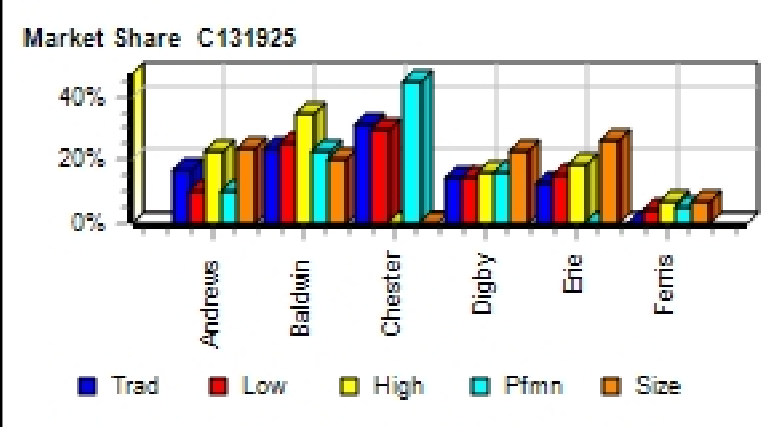 Market Share C131925
40%
20%
0%
Andrews
Baldwin
Chester
Digby
Erie
Ferris
Trad Low High Pfmn Size